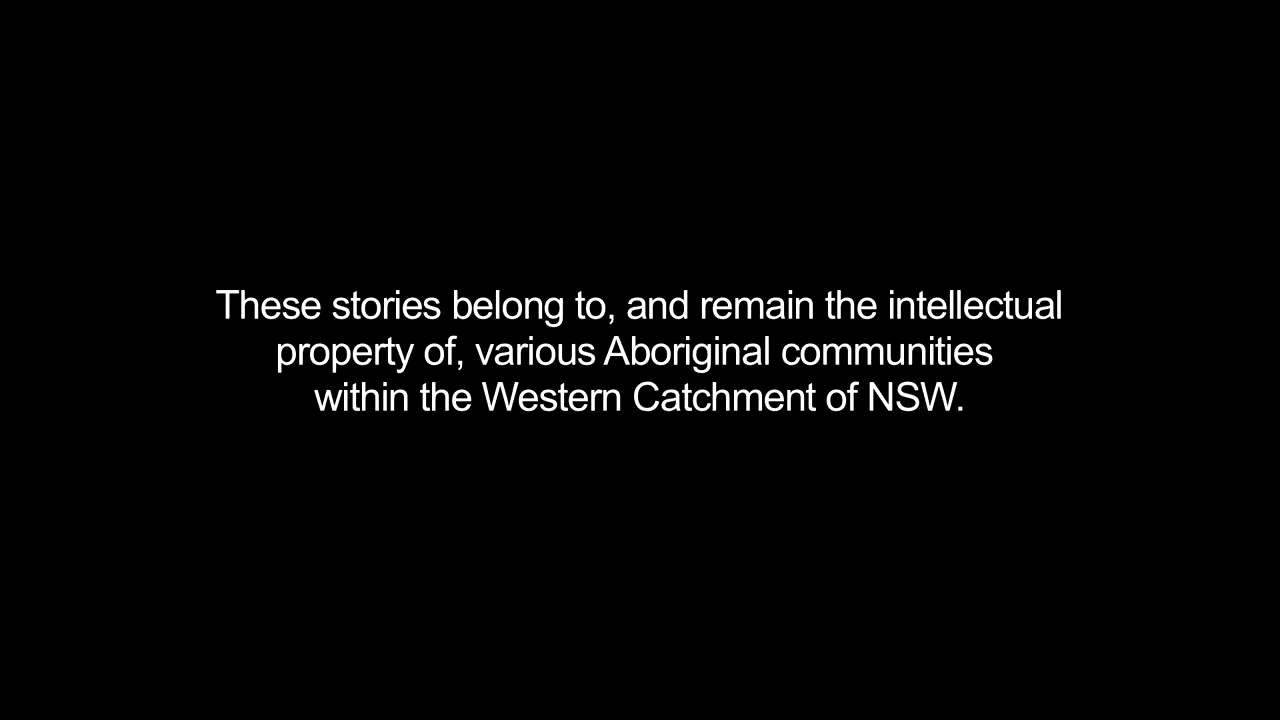 These stories belong to, and remain the intellectual
property of, various Aboriginal communities
within the Western Catchment of NSW.